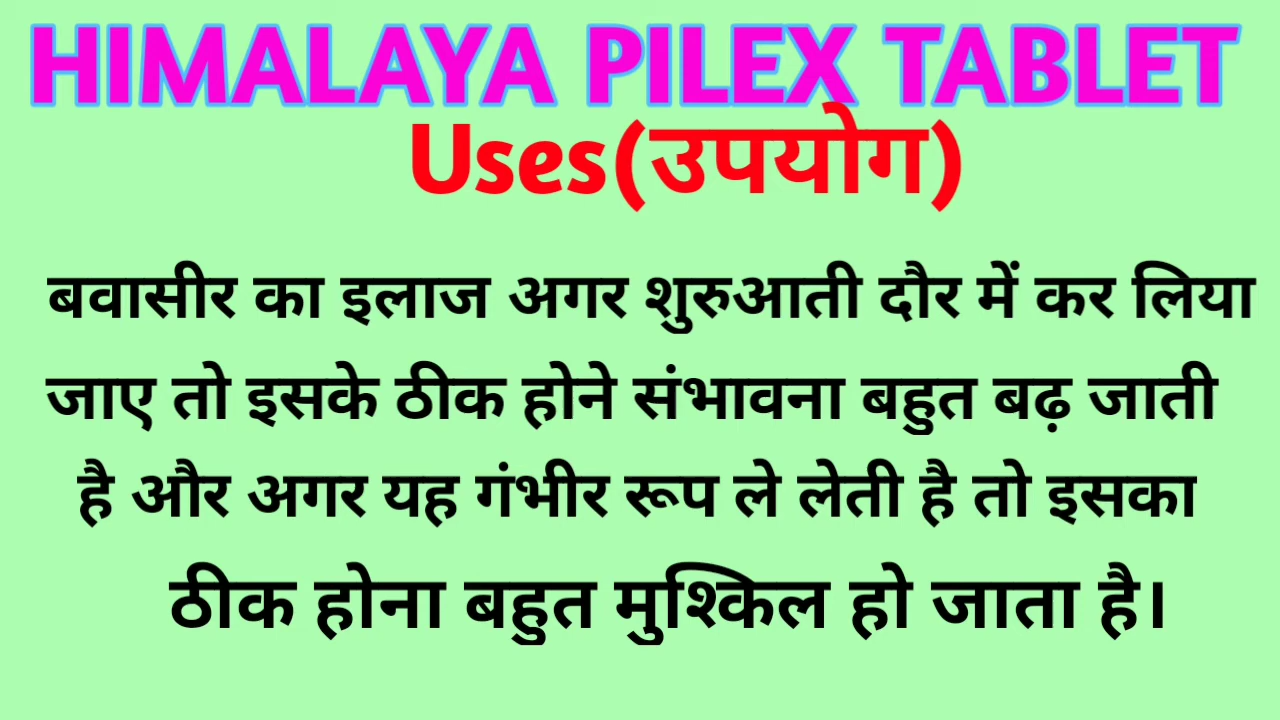 HIMALAYA PILEX TABLET
Uses(उपयोग)
बवासीर का इलाज अगर शुरुआती दौर में कर लिया
जाए तो इसके ठीक होने संभावना बहुत बढ़ जाती
है और अगर यह गंभीर रूप ले लेती है तो इसका
ठीक होना बहुत मुश्किल हो जाता है।